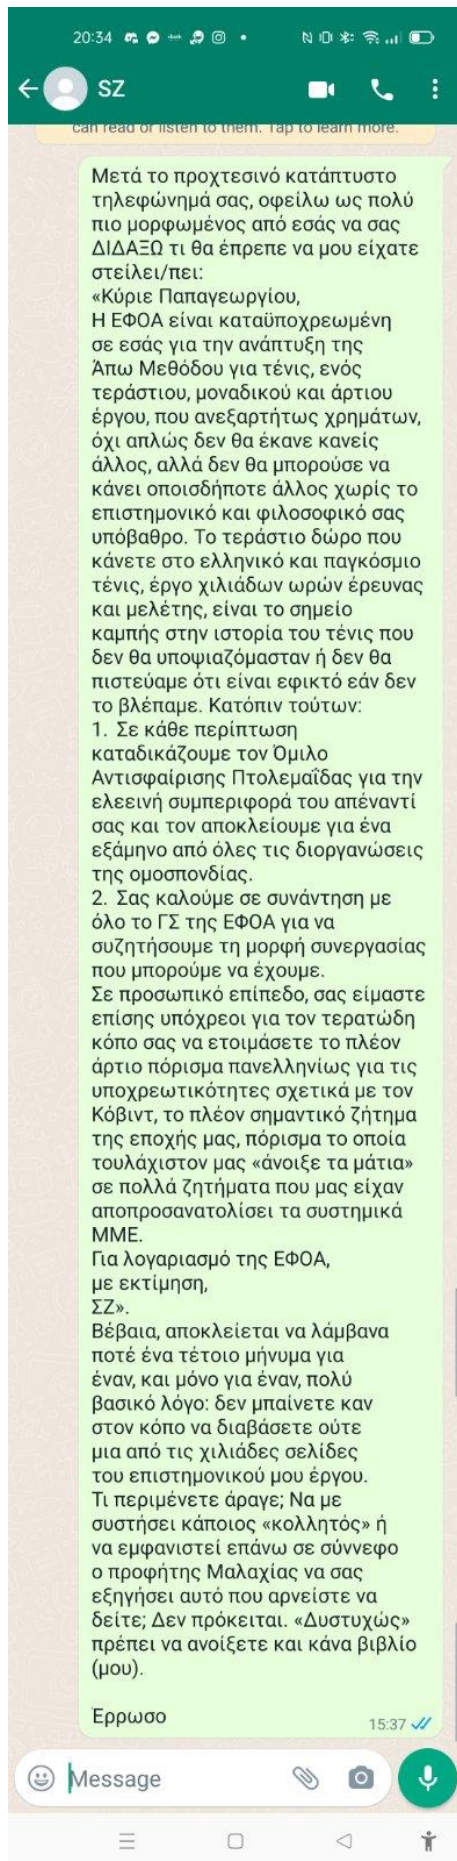 20:34
SZ
can read or listen to them. Tap to learn more.
Μετά το προχτεσινό κατάπτυστο
τηλεφώνημά σας, οφείλω ως πολύ
πιο μορφωμένος από εσάς να σας
ΔΙΔΑΞΩ τι θα έπρεπε να μου είχατε
στείλει/πει:
«Κύριε Παπαγεωργίου,
Η ΕΦΟΑ είναι καταϋποχρεωμένη
σε εσάς για την ανάπτυξη της
Άπω Μεθόδου για τένις, ενός
τεράστιου, μοναδικού και άρτιου
έργου, που ανεξαρτήτως χρημάτων,
όχι απλώς δεν θα έκανε κανείς
άλλος, αλλά δεν θα μπορούσε να
κάνει οποισδήποτε άλλος χωρίς το
επιστημονικό και φιλοσοφικό σας
υπόβαθρο. Το τεράστιο δώρο που
κάνετε στο ελληνικό και παγκόσμιο
τένις, έργο χιλιάδων ωρών έρευνας
και μελέτης, είναι το σημείο
καμπής στην ιστορία του τένις που
δεν θα υποψιαζόμασταν ή δεν θα
πιστεύαμε ότι είναι εφικτό εάν δεν
το βλέπαμε. Κατόπιν τούτων:
1. Σε κάθε περίπτωση
καταδικάζουμε τον Όμιλο
Αντισφαίρισης Πτολεμαΐδας για την
ελεεινή συμπεριφορά του απέναντί
σας και τον αποκλείουμε για ένα
εξάμηνο από όλες τις διοργανώσεις
της ομοσπονδίας.
2. Σας καλούμε σε συνάντηση με
όλο το ΓΣ της ΕΦΟΑ για να
συζητήσουμε τη μορφή συνεργασίας
που μπορούμε να έχουμε.
Σε προσωπικό επίπεδο, σας είμαστε
επίσης υπόχρεοι για τον τερατώδη
κόπο σας να ετοιμάσετε το πλέον
άρτιο πόρισμα πανελληνίως για τις
υποχρεωτικότητες σχετικά με τον
Κόβιντ, το πλέον σημαντικό ζήτημα
της εποχής μας, πόρισμα το οποία
τουλάχιστον μας «άνοιξε τα μάτια»
σε πολλά ζητήματα που μας είχαν
αποπροσανατολίσει τα συστημικά
ΜΜΕ.
Για λογαριασμό της ΕΦΟΑ,
με εκτίμηση,
ΣΖ».
Βέβαια, αποκλείεται να λάμβανα
ποτέ ένα τέτοιο μήνυμα για
έναν, και μόνο για έναν, πολύ
βασικό λόγο: δεν μπαίνετε καν
στον κόπο να διαβάσετε ούτε
μια από τις χιλιάδες σελίδες
του επιστημονικού μου έργου.
Τι περιμένετε άραγε; Να με
συστήσει κάποιος «κολλητός» ή
να εμφανιστεί επάνω σε σύννεφο
ο προφήτης Μαλαχίας να σας
εξηγήσει αυτό που αρνείστε να
δείτε; Δεν πρόκειται. «Δυστυχώς»
πρέπει να ανοίξετε και κάνα βιβλίο
(μου).
Έρρωσο
15:37
Message